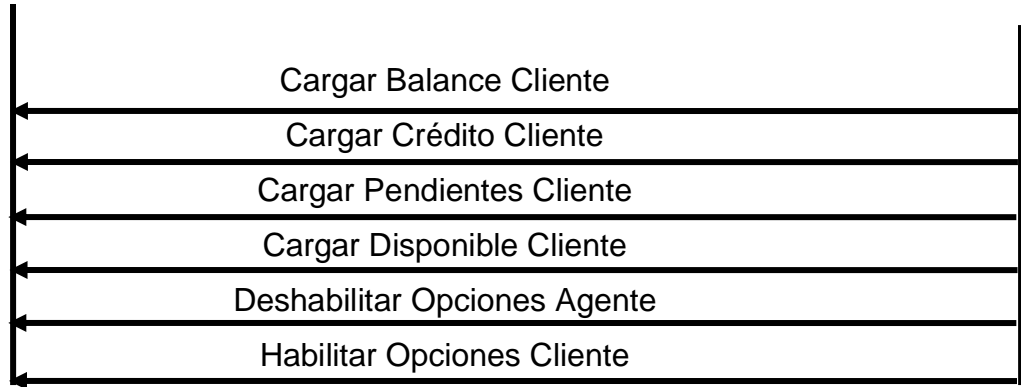 Cargar Balance Cliente
Cargar Crédito Cliente
Cargar Pendientes Cliente
Cargar Disponible Cliente
Deshabilitar Opciones Agente
Habilitar Opciones Cliente